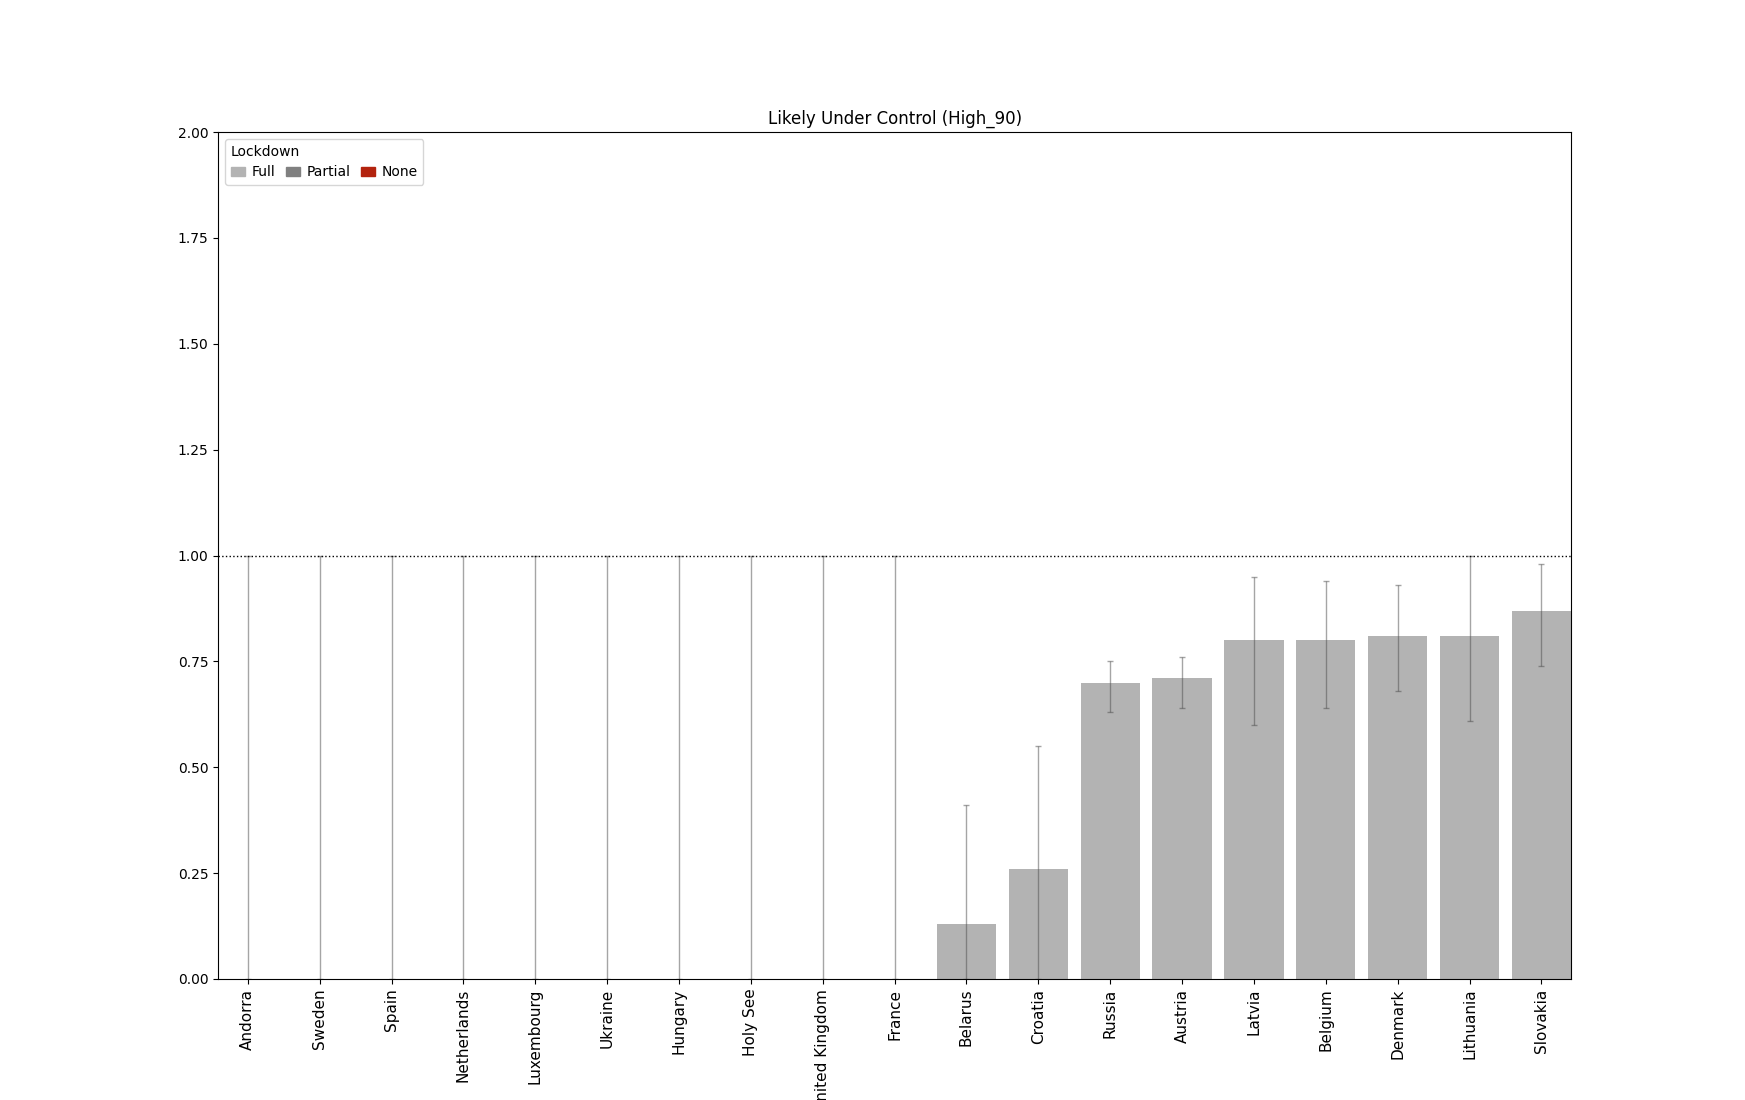 Likely Under Control (High_90)
2.00
Lockdown
Full Partial None
1.75
1.50
1.25
1.00
0.75
0.50
0.25
0.00
Andorra
Sweden
Spain
Netherlands
Luxembourg
Ukraine
Hungary
Holy See
nited Kingdom
France
Belarus
Croatia
Russia
Austria
Latvia
Belgium
Denmark
Lithuania
Slovakia